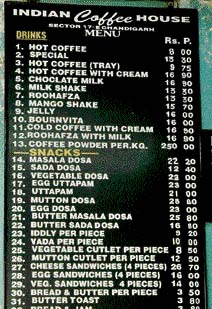 INDIAN Coffee HOUSE
SECTOR 17-E CHANDIGARH
MENU
DRINKS Rs. P.
1. HOT COFFEE 8 00
2. SPECIAL 13 30
3. HOT COFFEE (TRAY) 9 75
4. HOT COFFEE WITH CREAM 16 90
5. CHOCLATE MILK 16 90
6. MILK SHAKE 13 30
7. ROOHAFZA 13 30
8. MANGO SHAKE 15 70
9. JELLY 16 00
10. BOURNVITA 16 00
11. COLD COFFEE WITH CREAM 16 90
12. ROOHAFZA WITH MILK 16 90
13. COFFEE POWDER PER.KG. 250 00
SNACKS
14. MASALA DOSA 22 20
15. SADA DOSA 12 40
16. VEGETABLE DOSA 22 00
17. EGG UTTAPAM 23 00
18. UTTAPAM 21 00
19. MUTTON DOSA 25 80
20. EGG DOSA 23 00
21. BUTTER MASALA DOSA 25 80
22. BUTTER SADA DOSA 16 80
23. IDDLY PER PIECE 5 30
24. VADA PER PIECE 10 00
25. VEGETABLE CUTLET PER PIECE 8 50
26. MUTTON CUTLET PER PIECE 12 50
27. CHEESE SANDWICHES (4 PIECES) 26 70
28. EGG SANDWICHES (4 PIECES) 16 00
29. VEG. SANDWICHES 4 PIECES) 14 00
30. BREAD & BUTTER PER PIECE 3 50
31. BUTTER TOAST 3 80